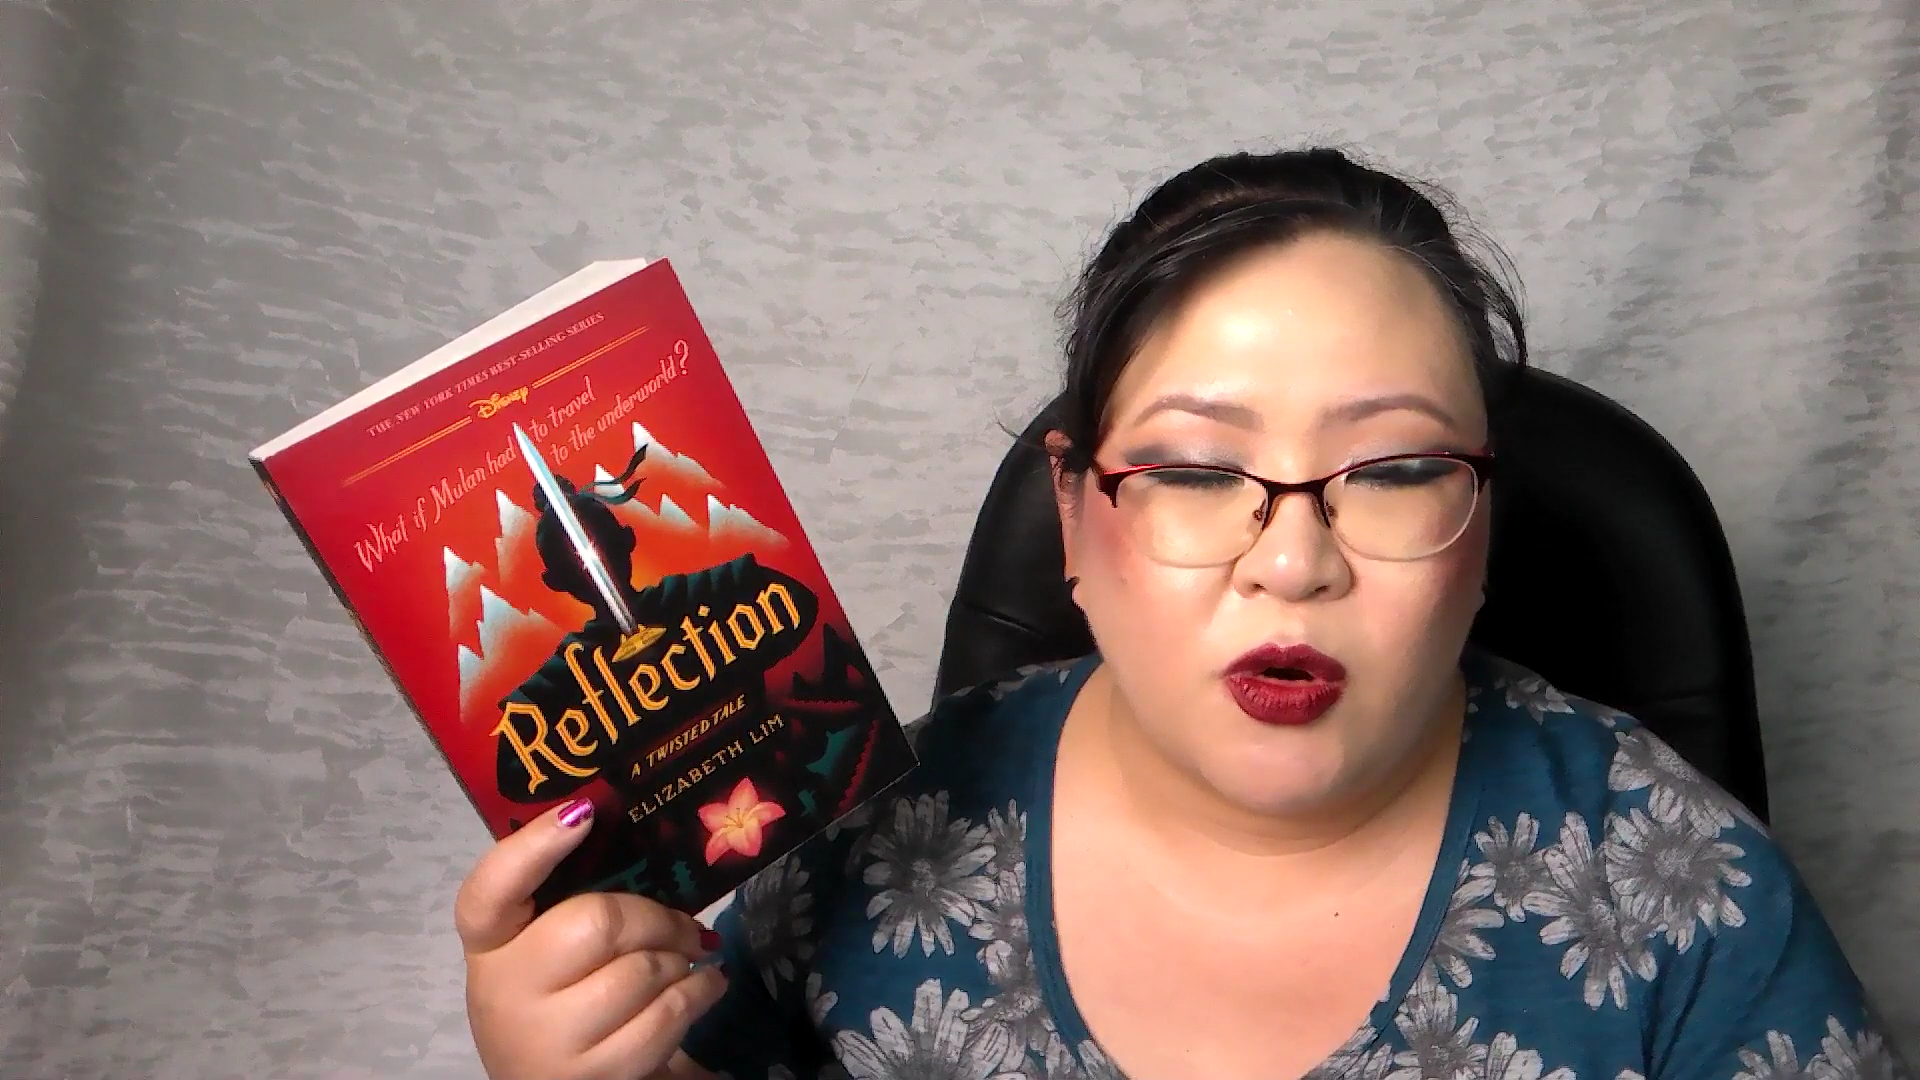 THE NEW YORK TIMES BEST-SELLING SERIES
Disney
What if Mulan had to travel
to the underworld?
Reflection
A TWISTED TALE
ELIZABETH LIM